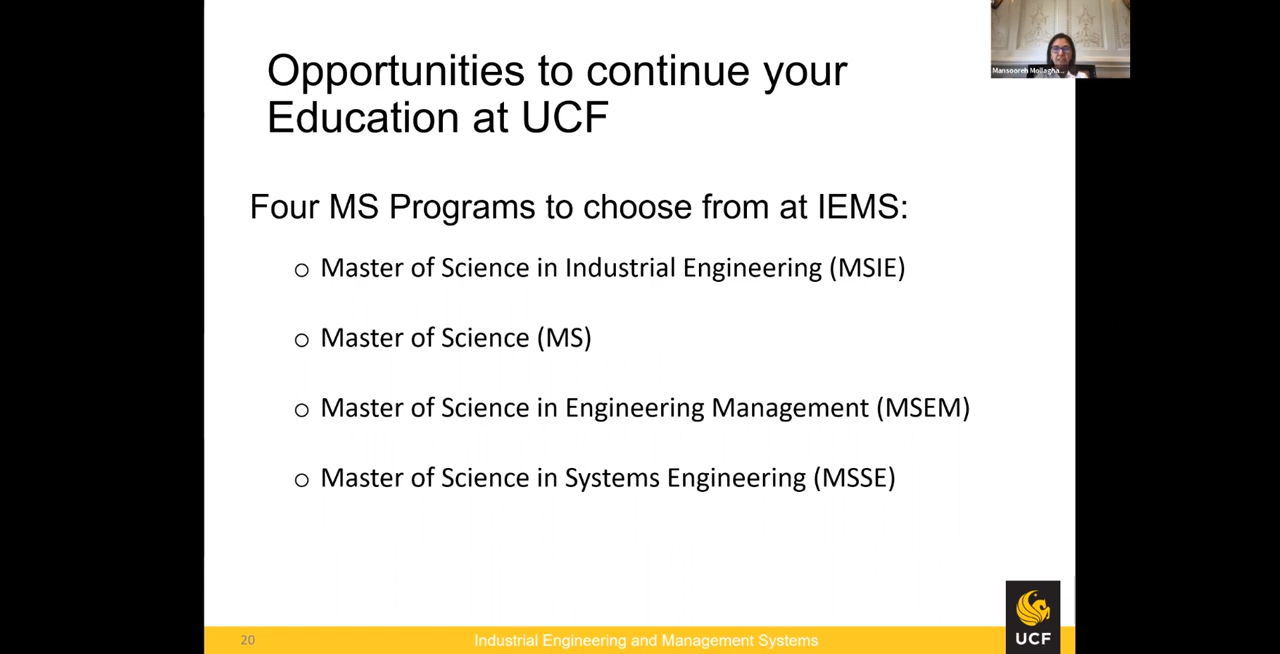 Opportunities to continue your
Education at UCF
Mansooreh Mollagha...
Four MS Programs to choose from at IEMS:
o Master of Science in Industrial Engineering (MSIE)
o Master of Science (MS)
o Master of Science in Engineering Management (MSEM)
o Master of Science in Systems Engineering (MSSE)
20
Industrial Engineering and Management Systems
UCF